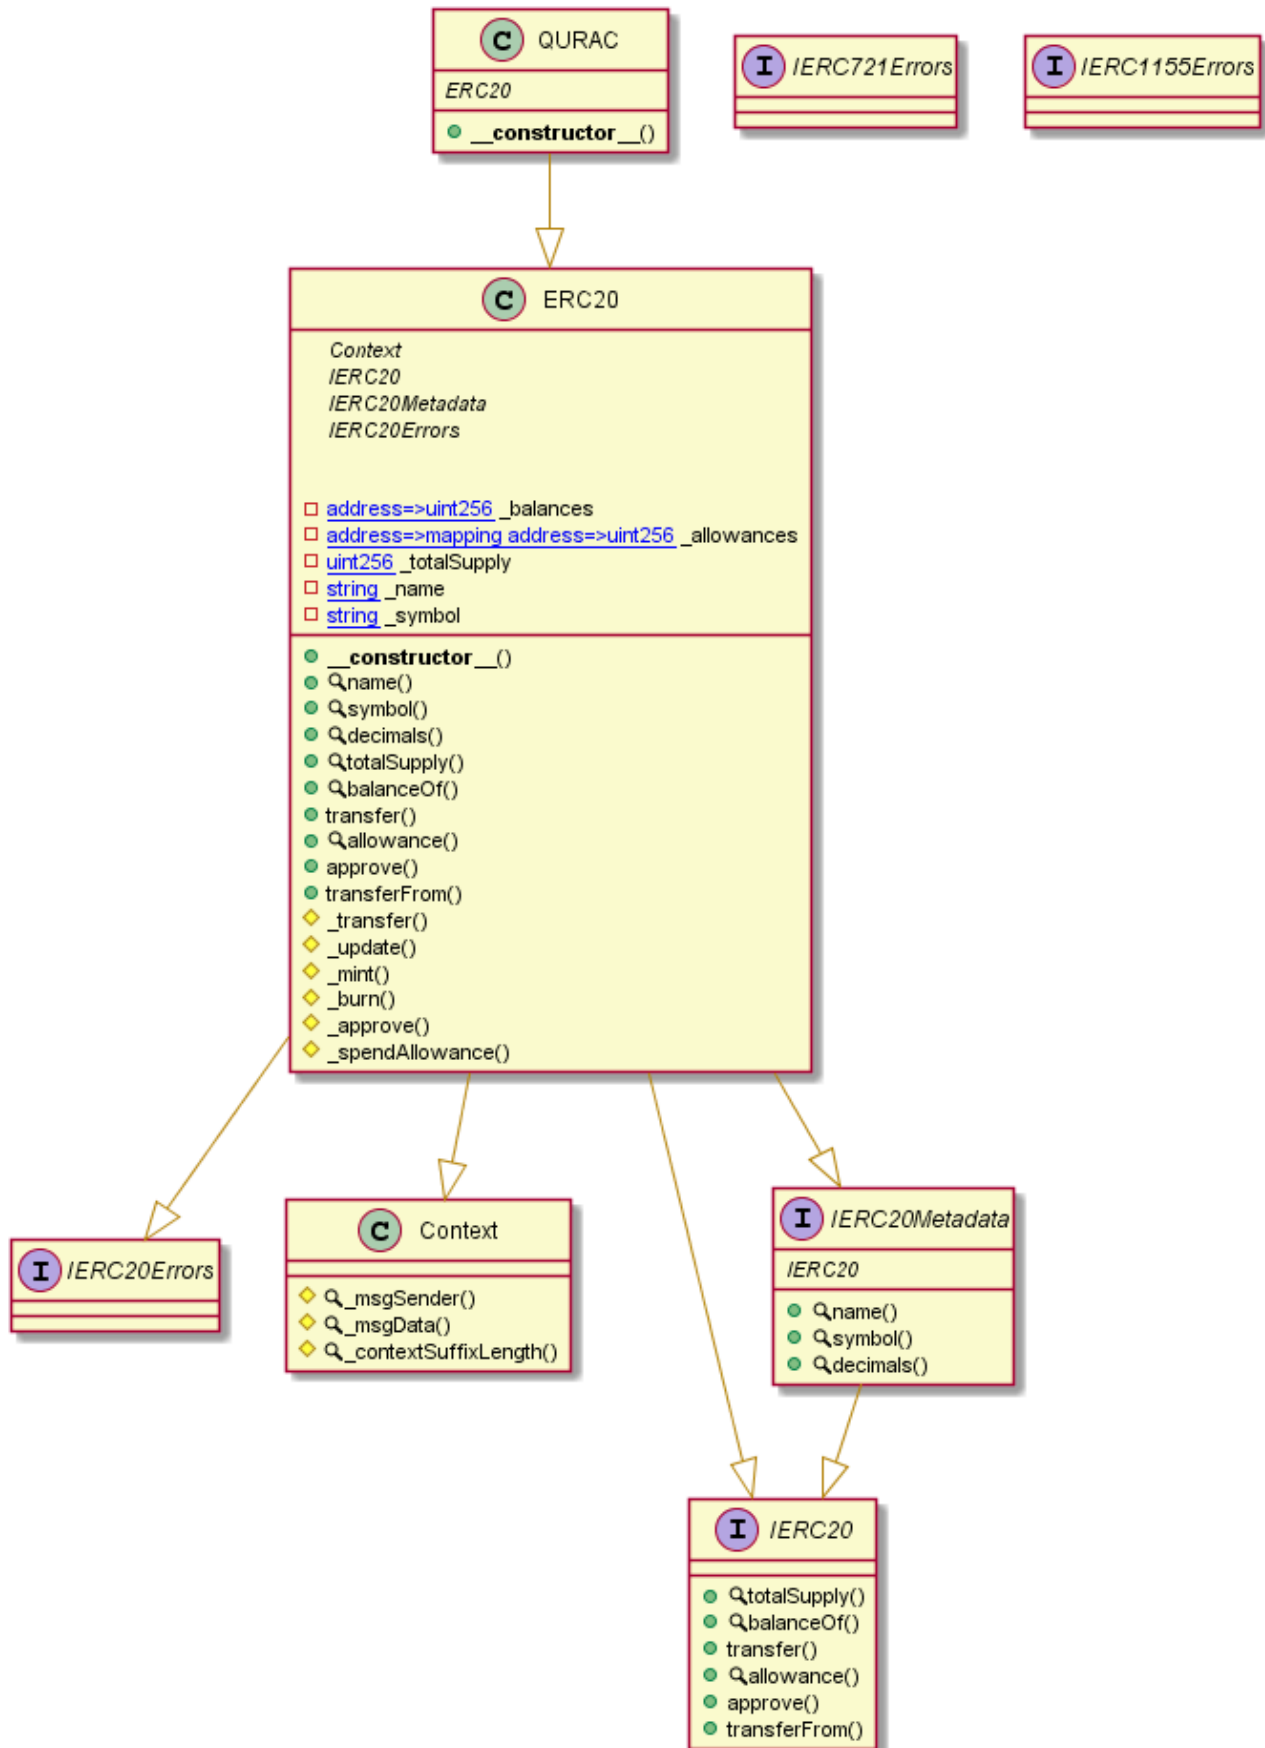 C QURAC
ERC20
__constructor__()
I IERC721Errors
I IERC1155Errors
C ERC20
Context
IERC20
IERC20Metadata
IERC20Errors
address=>uint256 _balances
address=>mapping address=>uint256 _allowances
uint256 _totalSupply
string _name
string _symbol
__constructor__()
name()
symbol()
decimals()
totalSupply()
balanceOf()
transfer()
allowance()
approve()
transferFrom()
_transfer()
_update()
_mint()
_burn()
_approve()
_spendAllowance()
I IERC20Errors
C Context
_msgSender()
_msgData()
_contextSuffixLength()
I IERC20Metadata
IERC20
name()
symbol()
decimals()
I IERC20
totalSupply()
balanceOf()
transfer()
allowance()
approve()
transferFrom()